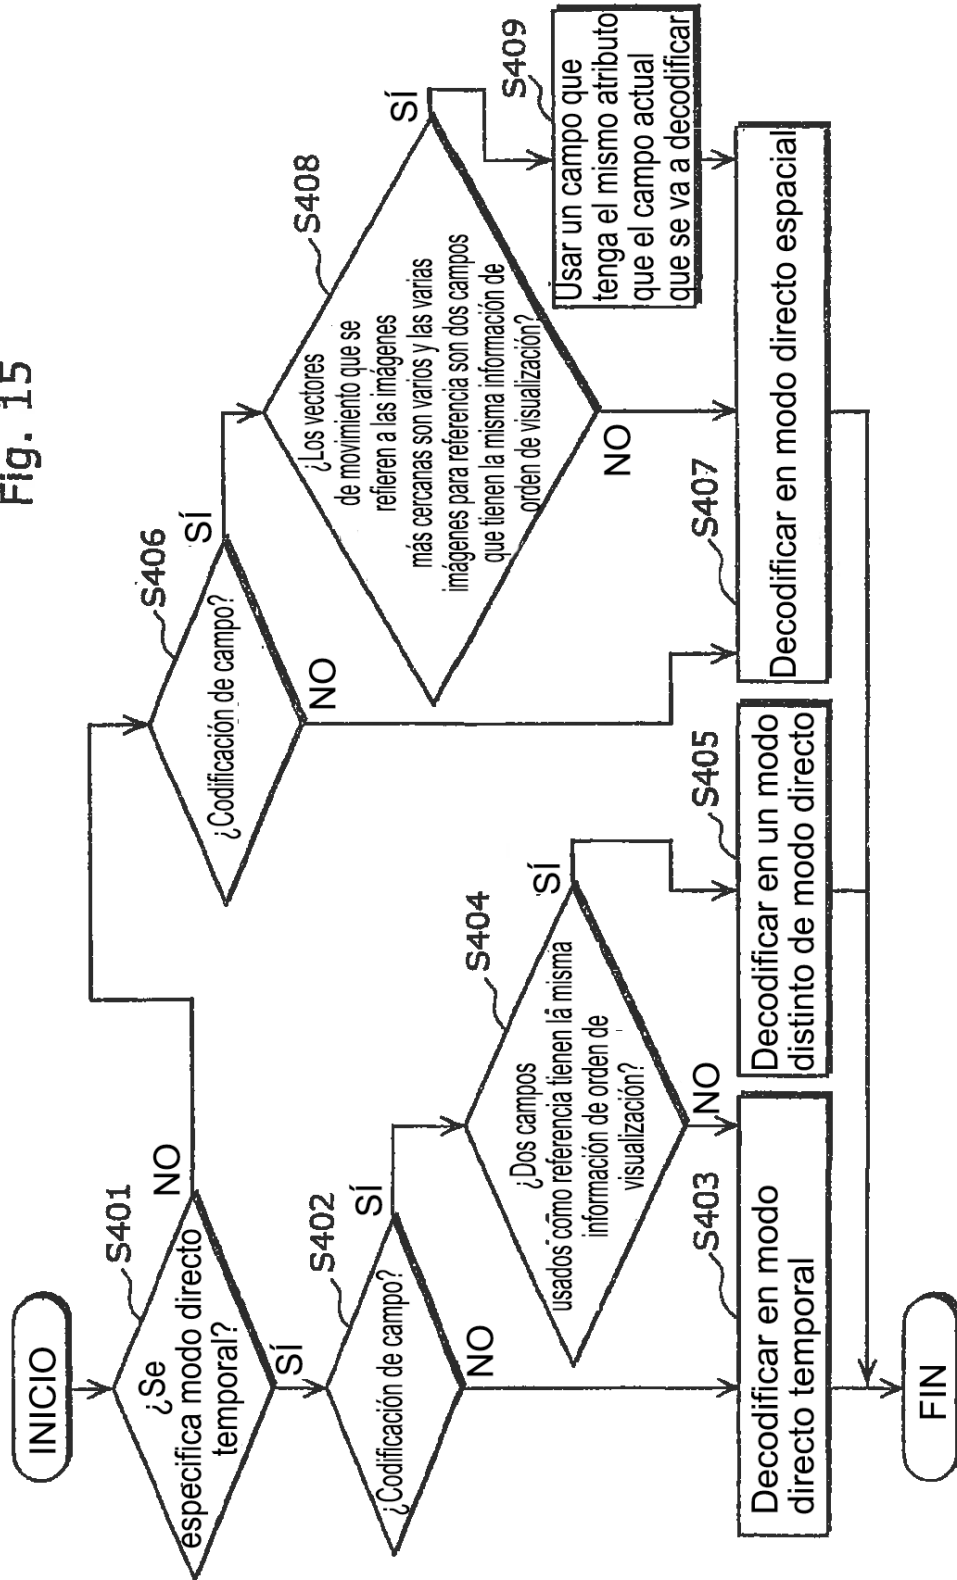 Fig. 15
INICIO
S401
¿Se
especifica modo directo
temporal?
NO
SÍ
S402
¿Codificación de campo?
SÍ
NO
S403
Decodificar en modo
directo temporal
S404
¿Dos campos
usados como referencia tienen la misma
información de orden de
visualización?
SÍ
NO
S405
Decodificar en un modo
distinto de modo directo
S406
¿Codificación de campo?
SÍ
NO
S407
Decodificar en modo directo espacial
S408
¿Los vectores
de movimiento que se
refieren a las imágenes
más cercanas son varios y las varias
imágenes para referencia son dos campos
que tienen la misma información de
orden de visualización?
SÍ
NO
S409
Usar un campo que
tenga el mismo atributo
que el campo actual
que se va a decodificar
FIN